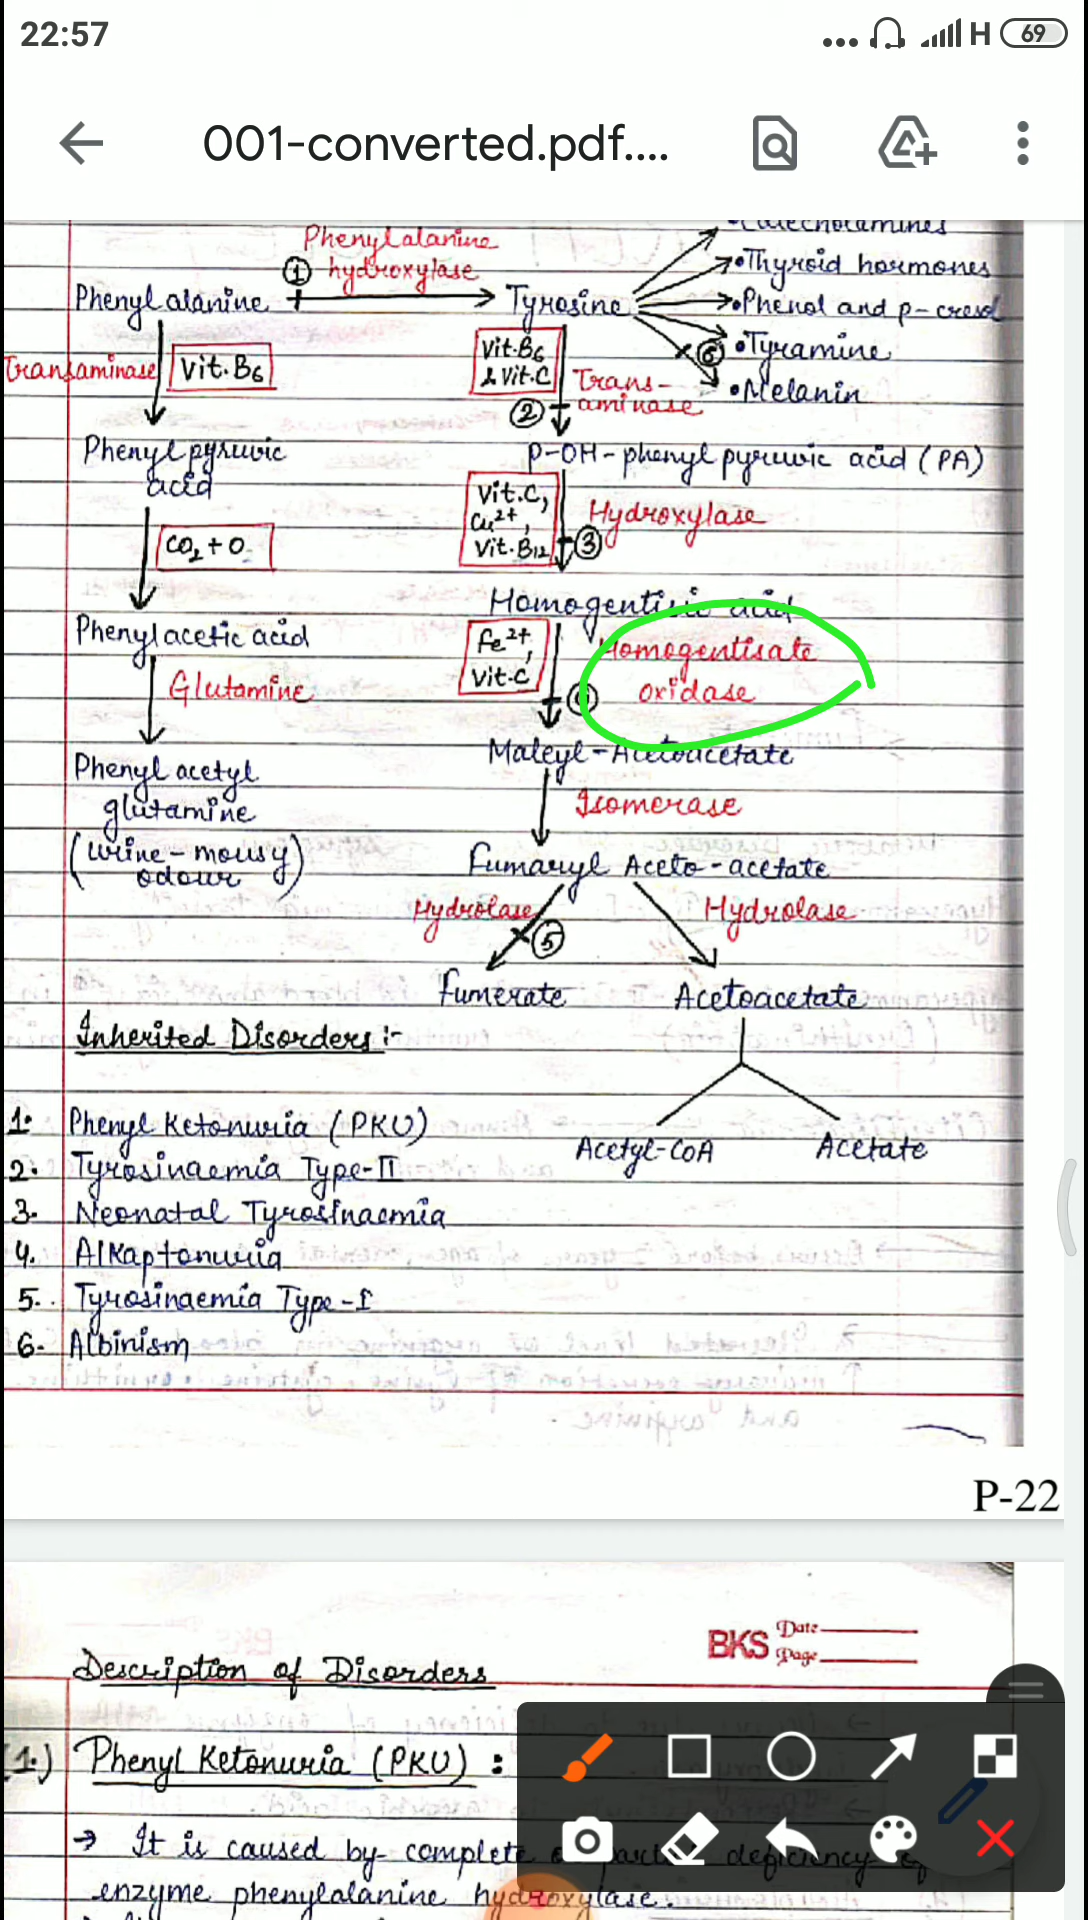 22:57
... H 69
001-converted.pdf....
Catecholamines
Phenylalanine
① hydroxylase
•Thyroid hormones
Phenyl alanine
Tyrosine
•Phenol and p-cresol
Transaminase
Vit.B6
Vit.B6
& Vit.C
Trans-
aminase
②
⑥ •Tyramine
•Melanin
Phenyl pyruvic
acid
P-OH-phenyl pyruvic acid (PA)
CO2 + O
Vit.C,
Cu2+,
Vit.B12
Hydroxylase
③
Homogentisic acid
Phenylacetic acid
Fe2+,
Vit.C
Homogentisate
oxidase
Glutamine
Maleyl-Acetoacetate
Phenyl acetyl
glutamine
(urine-mousy
odour)
Isomerase
Fumaryl Aceto-acetate
Hydrolase
Hydrolase
⑤
Fumerate
Acetoacetate
Inherited Disorders :-
Acetyl-CoA
Acetate
1. Phenyl Ketonuria (PKU)
2. Tyrosinaemia Type-II
3. Neonatal Tyrosinaemia
4. Alkaptonuria
5. Tyrosinaemia Type-I
6- Albinism
P-22
BKS Date
Page
Description of Disorders
(1.) Phenyl Ketonuria (PKU) :
→ It is caused by complete deficiency of
enzyme phenylalanine hydroxylase.